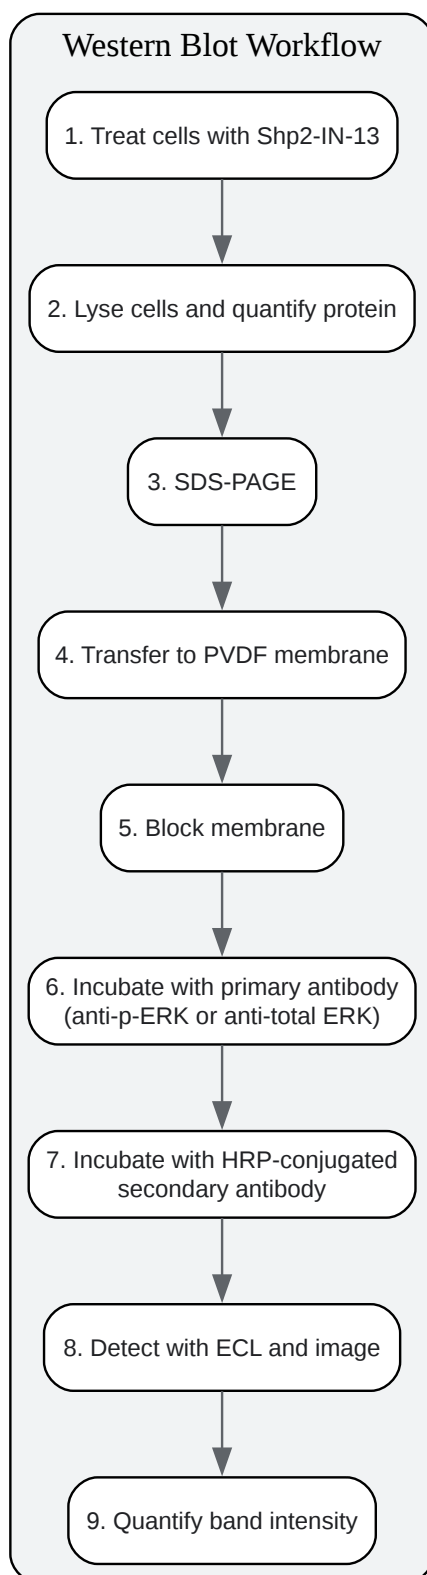 Western Blot Workflow
1. Treat cells with Shp2-IN-13
2. Lyse cells and quantify protein
3. SDS-PAGE
4. Transfer to PVDF membrane
5. Block membrane
6. Incubate with primary antibody
(anti-p-ERK or anti-total ERK)
7. Incubate with HRP-conjugated
secondary antibody
8. Detect with ECL and image
9. Quantify band intensity